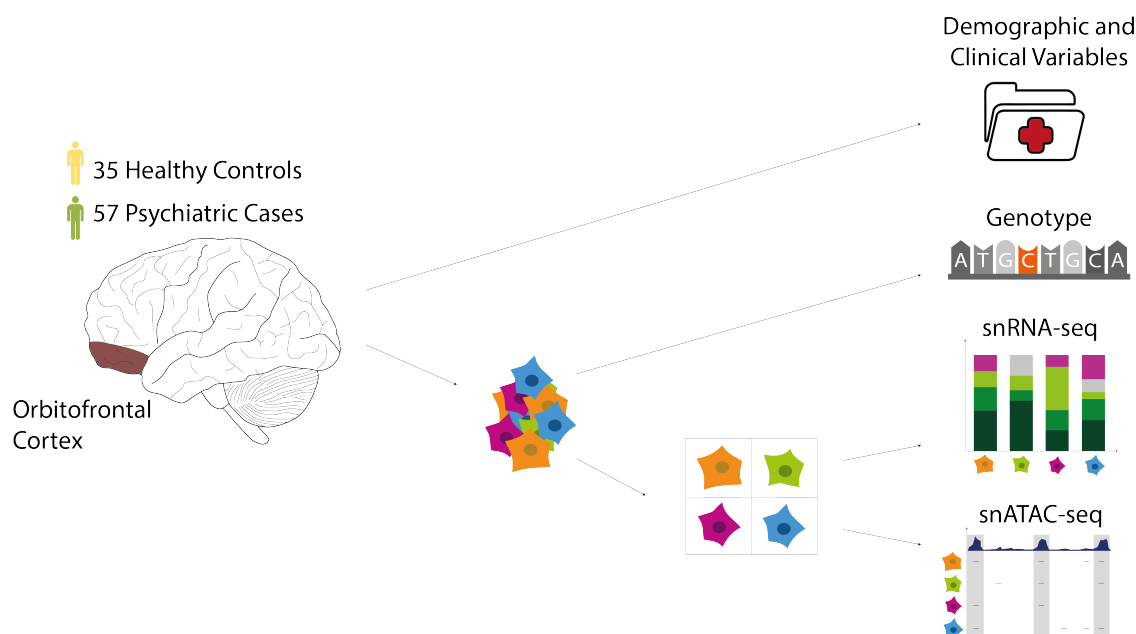 Demographic and
Clinical Variables
35 Healthy Controls
57 Psychiatric Cases
Genotype
A T G C T G C A
snRNA-seq
Orbitofrontal
Cortex
snATAC-seq